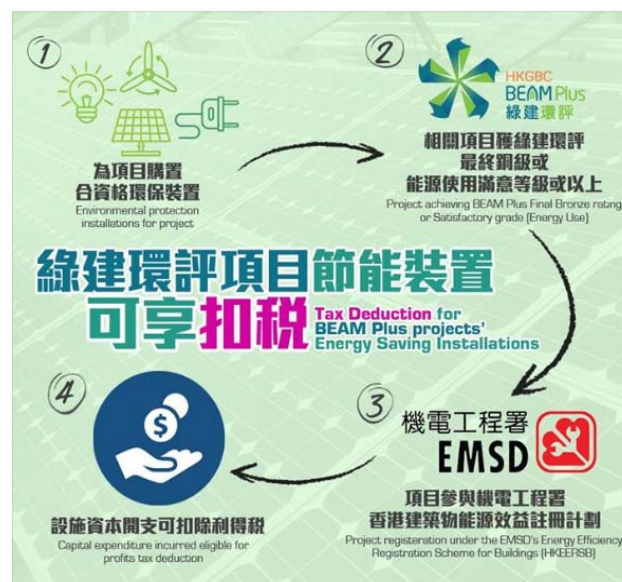 1
為項目購置
合資格環保裝置
Environmental protection
installations for project
2
HKGBC
BEAM Plus
綠建環評
相關項目獲綠建環評
最終銅級或
能源使用滿意等級或以上
Project achieving BEAM Plus Final Bronze rating
or Satisfactory grade (Energy Use)
綠建環評項目節能裝置
可享扣稅
Tax Deduction for
BEAM Plus projects'
Energy Saving Installations
3
機電工程署
EMSD
項目參與機電工程署
香港建築物能源效益註冊計劃
Project registeration under the EMSD's Energy Efficiency
Registration Scheme for Buildings (HKEERSB)
4
$
設施資本開支可扣除利得稅
Capital expenditure incurred eligible for
profits tax deduction